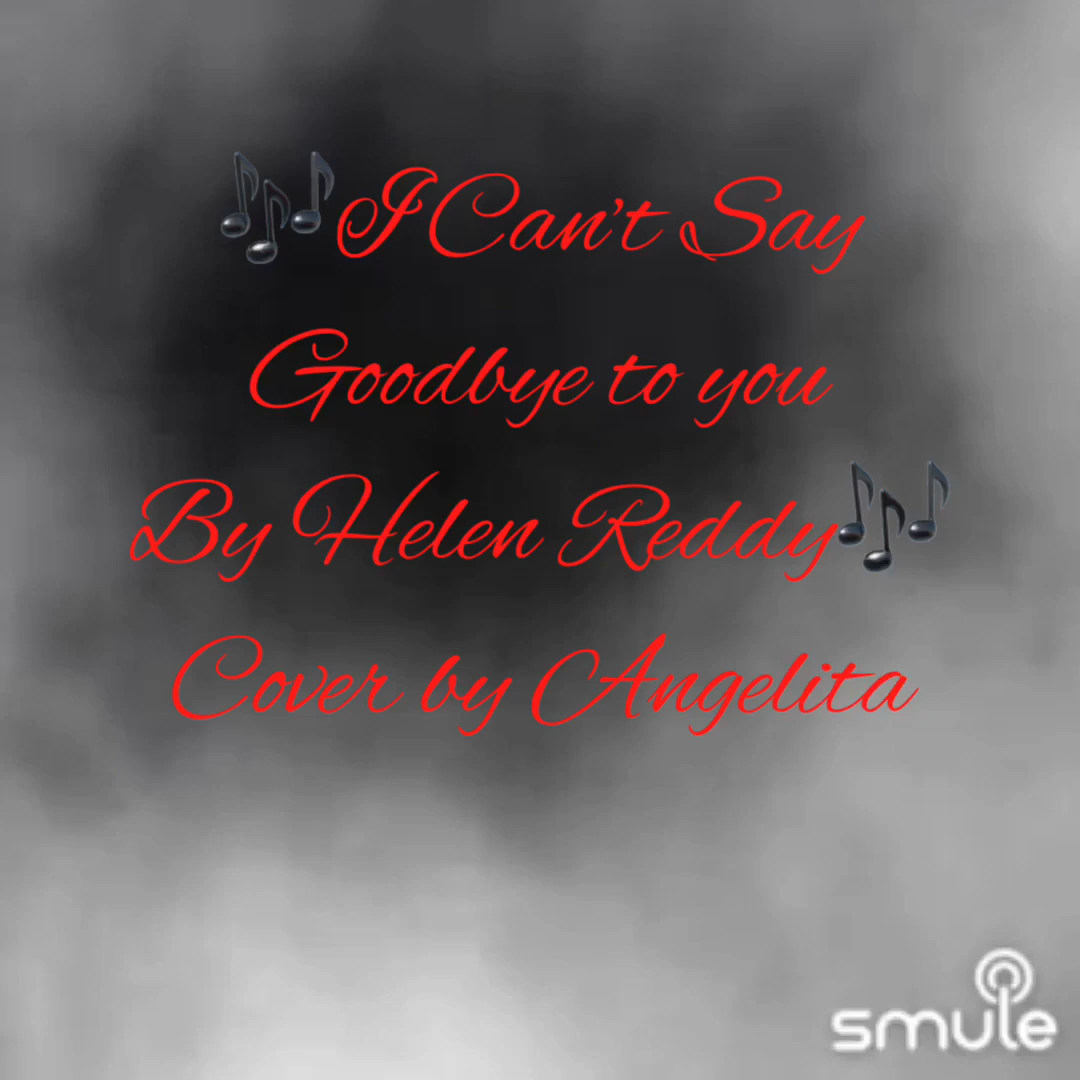 🎶I Can't Say
Goodbye to you
By Helen Reddy🎶
Cover by Angelita
smule